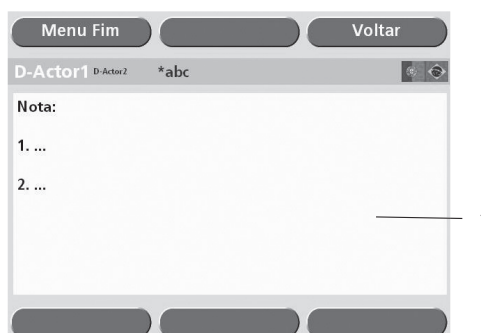 Menu Fim Voltar
D-Actor1 D-Actor2 *abc
Nota:
1. ...
2. ...